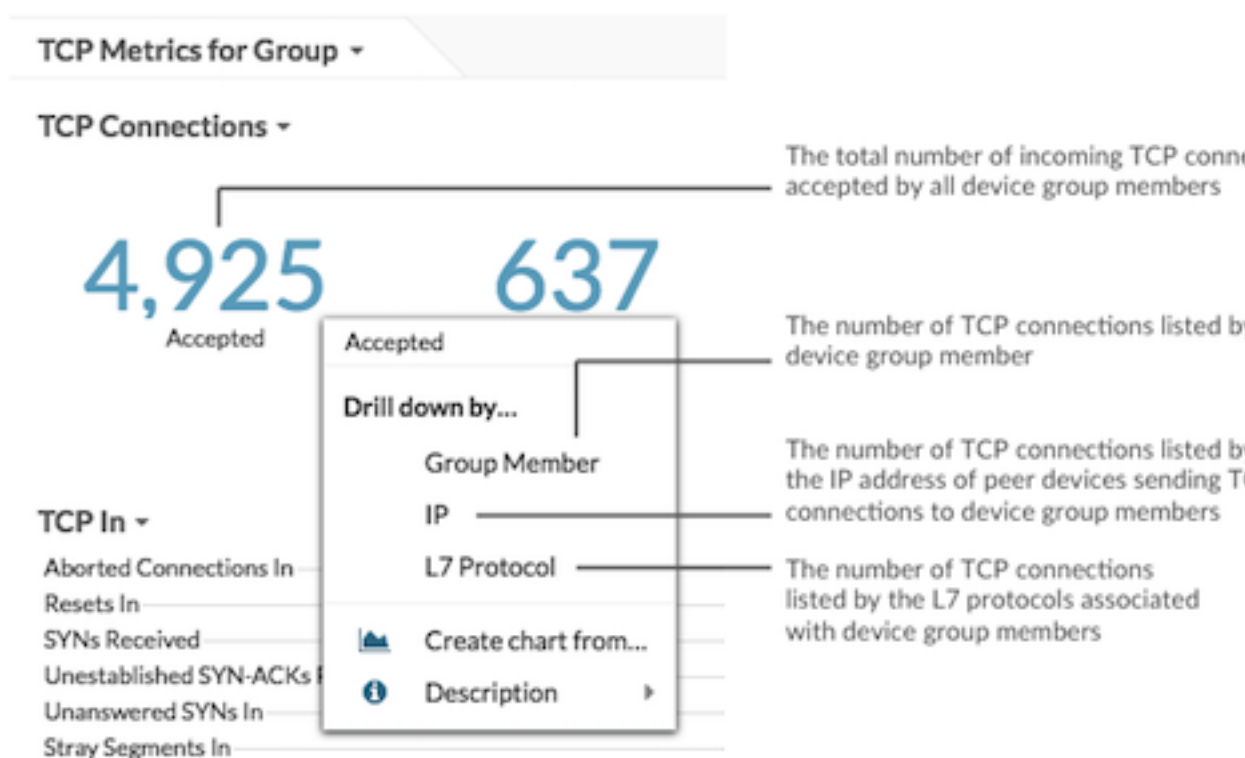 TCP Metrics for Group
TCP Connections
The total number of incoming TCP
accepted by all device group members
4,925
637
Accepted
Accepted
The number of TCP connections listed
device group member
Drill down by...
Group Member
The number of TCP connections listed
the IP address of peer devices sending
connections to device group members
IP
L7 Protocol
The number of TCP connections
listed by the L7 protocols associated
with device group members
Create chart from...
Description
TCP In
Aborted Connections In
Resets In
SYNs Received
Unestablished SYN-ACKs
Unanswered SYNs In
Stray Segments In